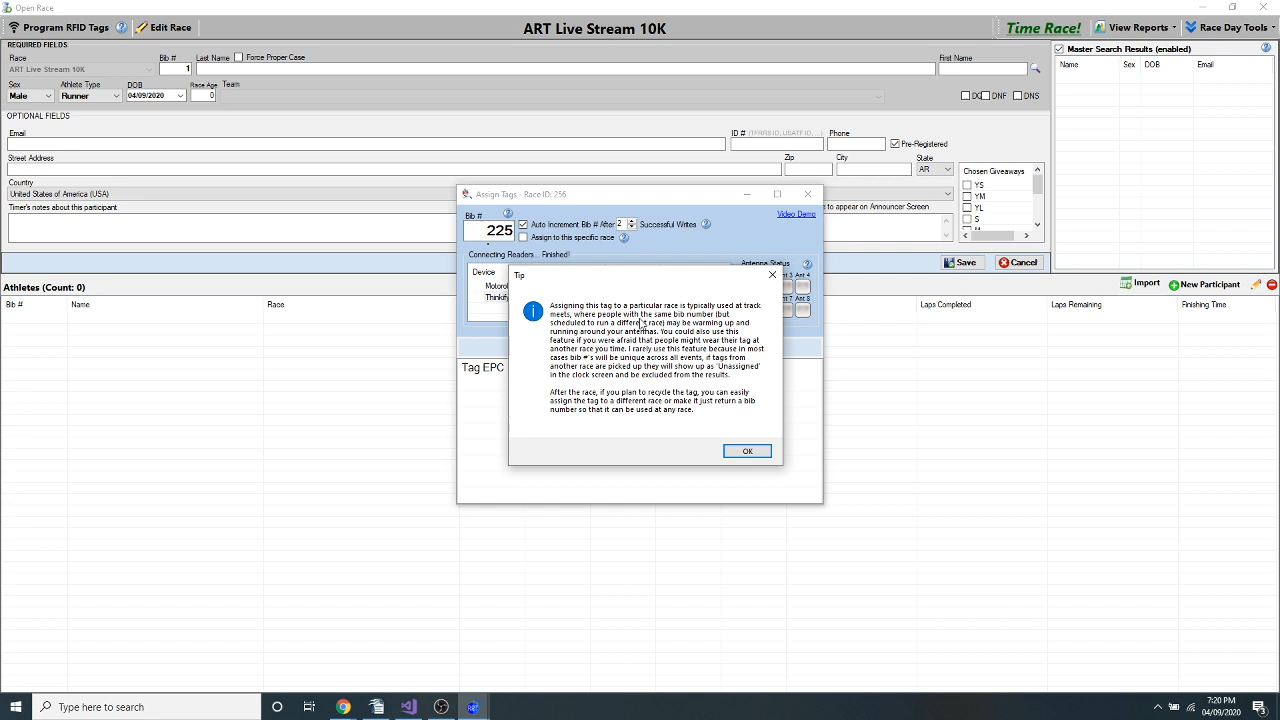 Open Race
Program RFID Tags
Edit Race
ART Live Stream 10K
Time Race!
View Reports
Race Day Tools
REQUIRED FIELDS
Race
Bib #
Last Name
Force Proper Case
First Name
ART Live Stream 10K
1
Sex
Athlete Type
DOB
Race Age
Team
Male
Runner
04/09/2020
0
DNF
DNS
Master Search Results (enabled)
Name
Sex
DOB
Email
OPTIONAL FIELDS
Email
ID # (TFRRS ID, USATF ID, ...)
Phone
Pre-Registered
Street Address
Zip
City
State
AR
Country
United States of America (USA)
Timer's notes about this participant
to appear on Announcer Screen
Chosen Giveaways
YS
YM
YL
S
Save
Cancel
Athletes (Count: 0)
Import
New Participant
Bib #
Name
Race
Laps Completed
Laps Remaining
Finishing Time
Assign Tags - Race ID: 256
Bib #
225
Auto Increment Bib # After 2 Successful Writes
Assign to this specific race
Video Demo
Connecting Readers... Finished!
Antenna Status
Device
Motorol
Thinkify
Ant 4
Ant 8
Tag EPC
Tip
Assigning this tag to a particular race is typically used at track
meets, where people with the same bib number (but
scheduled to run a different race) may be warming up and
running around your antennas. You could also use this
feature if you were afraid that people might wear their tag at
another race you time. I rarely use this feature because in most
cases bib #'s will be unique across all events, if tags from
another race are picked up they will show up as 'Unassigned'
in the clock screen and be excluded from the results.
After the race, if you plan to recycle the tag, you can easily
assign the tag to a different race or make it just return a bib
number so that it can be used at any race.
OK
Type here to search
7:20 PM
04/09/2020
3